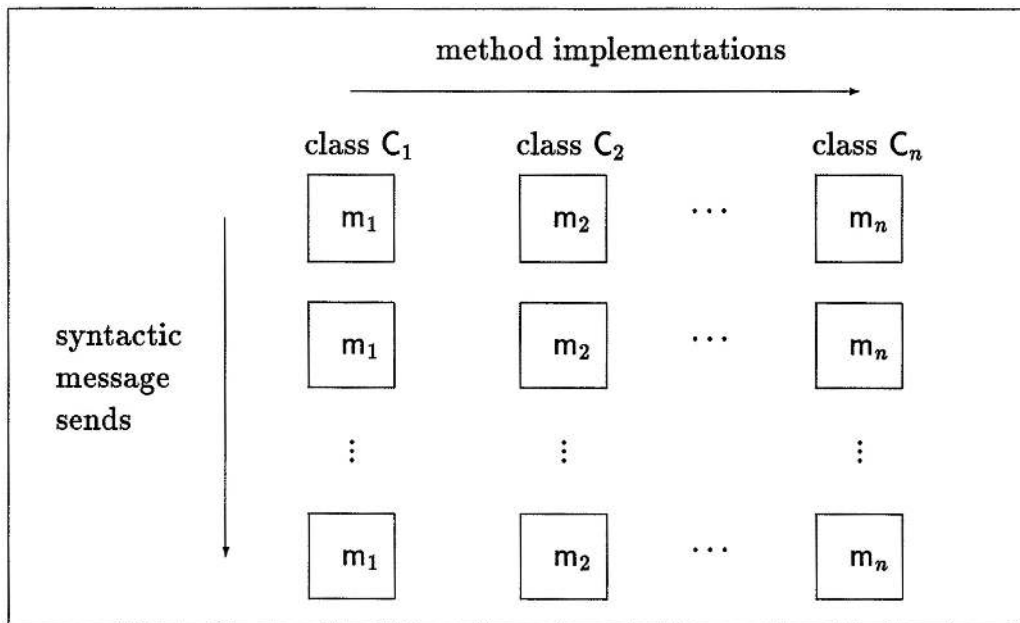 method implementations
class C₁ class C₂ class Cₙ
m₁ m₂ ... mₙ
syntactic
message
sends
m₁ m₂ ... mₙ
⋮ ⋮ ⋮
m₁ m₂ ... mₙ